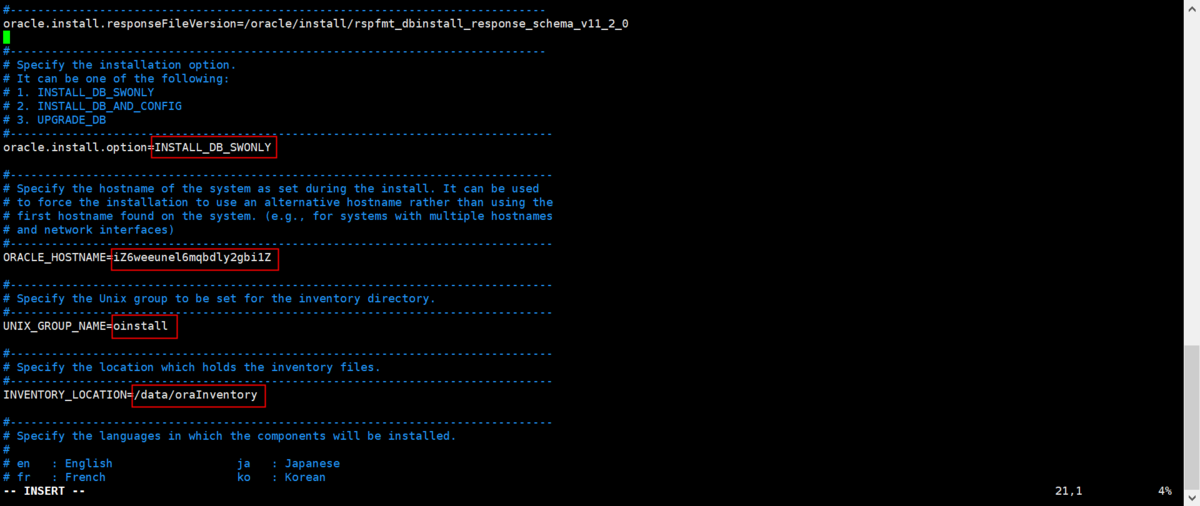 #------------------------------------------------------------------------------
oracle.install.responseFileVersion=/oracle/install/rspfmt_dbinstall_response_schema_v11_2_0
#------------------------------------------------------------------------------
# Specify the installation option.
# It can be one of the following:
# 1. INSTALL_DB_SWONLY
# 2. INSTALL_DB_AND_CONFIG
# 3. UPGRADE_DB
#-------------------------------------------------------------------------------
oracle.install.option=INSTALL_DB_SWONLY
#-------------------------------------------------------------------------------
# Specify the hostname of the system as set during the install. It can be used
# to force the installation to use an alternative hostname rather than using the
# first hostname found on the system. (e.g., for systems with multiple hostnames
# and network interfaces)
#-------------------------------------------------------------------------------
ORACLE_HOSTNAME=iZ6weeunel6mqbdly2gbi1Z
#-------------------------------------------------------------------------------
# Specify the Unix group to be set for the inventory directory.
#-------------------------------------------------------------------------------
UNIX_GROUP_NAME=oinstall
#-------------------------------------------------------------------------------
# Specify the location which holds the inventory files.
#-------------------------------------------------------------------------------
INVENTORY_LOCATION=/data/oraInventory
#-------------------------------------------------------------------------------
# Specify the languages in which the components will be installed.
#
# en   : English                  ja   : Japanese
# fr   : French                   ko   : Korean
-- INSERT --                                                            21,1           4%